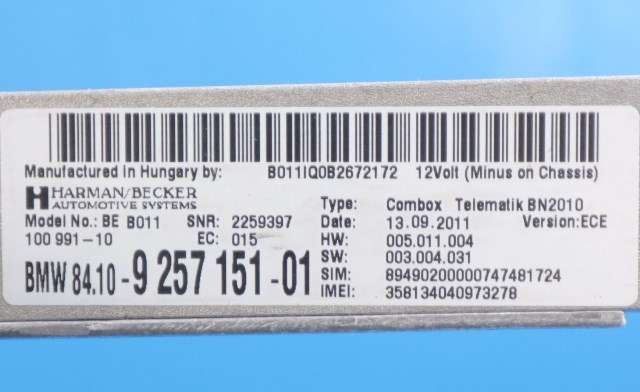 Manufactured in Hungary by: B011IQ0B2672172 12Volt (Minus on Chassis)
HARMAN/BECKER
AUTOMOTIVE SYSTEMS
Type: Combox Telematik BN2010
Model No.: BE B011 SNR: 2259397
Date: 13.09.2011 Version:ECE
100 991-10 EC: 015
HW: 005.011.004
SW: 003.004.031
BMW 84.10-9 257 151-01
SIM: 89490200000747481724
IMEI: 358134040973278